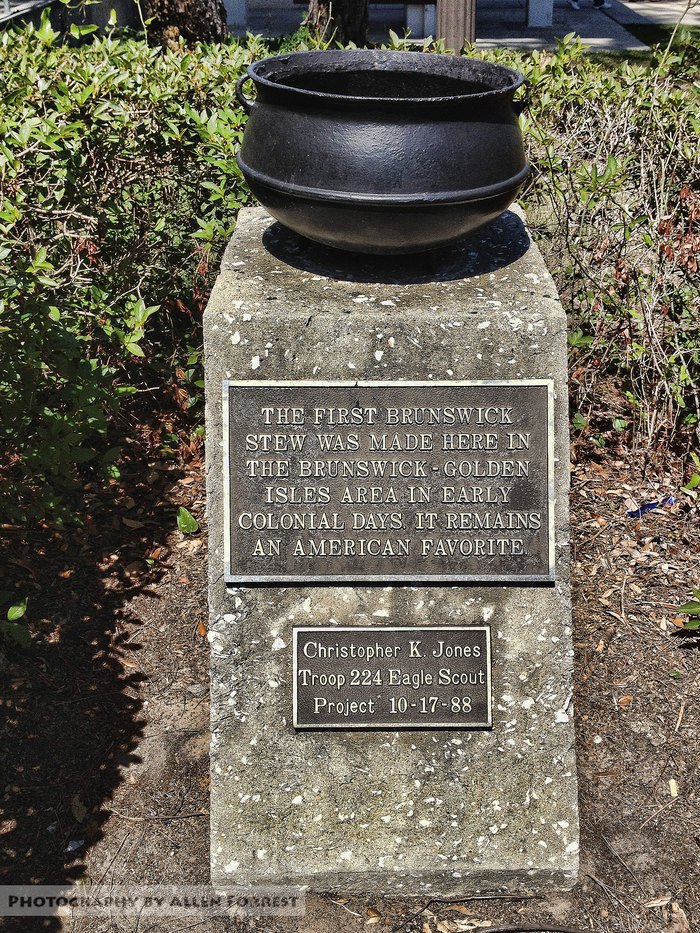 THE FIRST BRUNSWICK
STEW WAS MADE HERE IN
THE BRUNSWICK-GOLDEN
ISLES AREA IN EARLY
COLONIAL DAYS. IT REMAINS
AN AMERICAN FAVORITE.
Christopher K. Jones
Troop 224 Eagle Scout
Project 10-17-88
PHOTOGRAPHY BY ALLEN FORREST